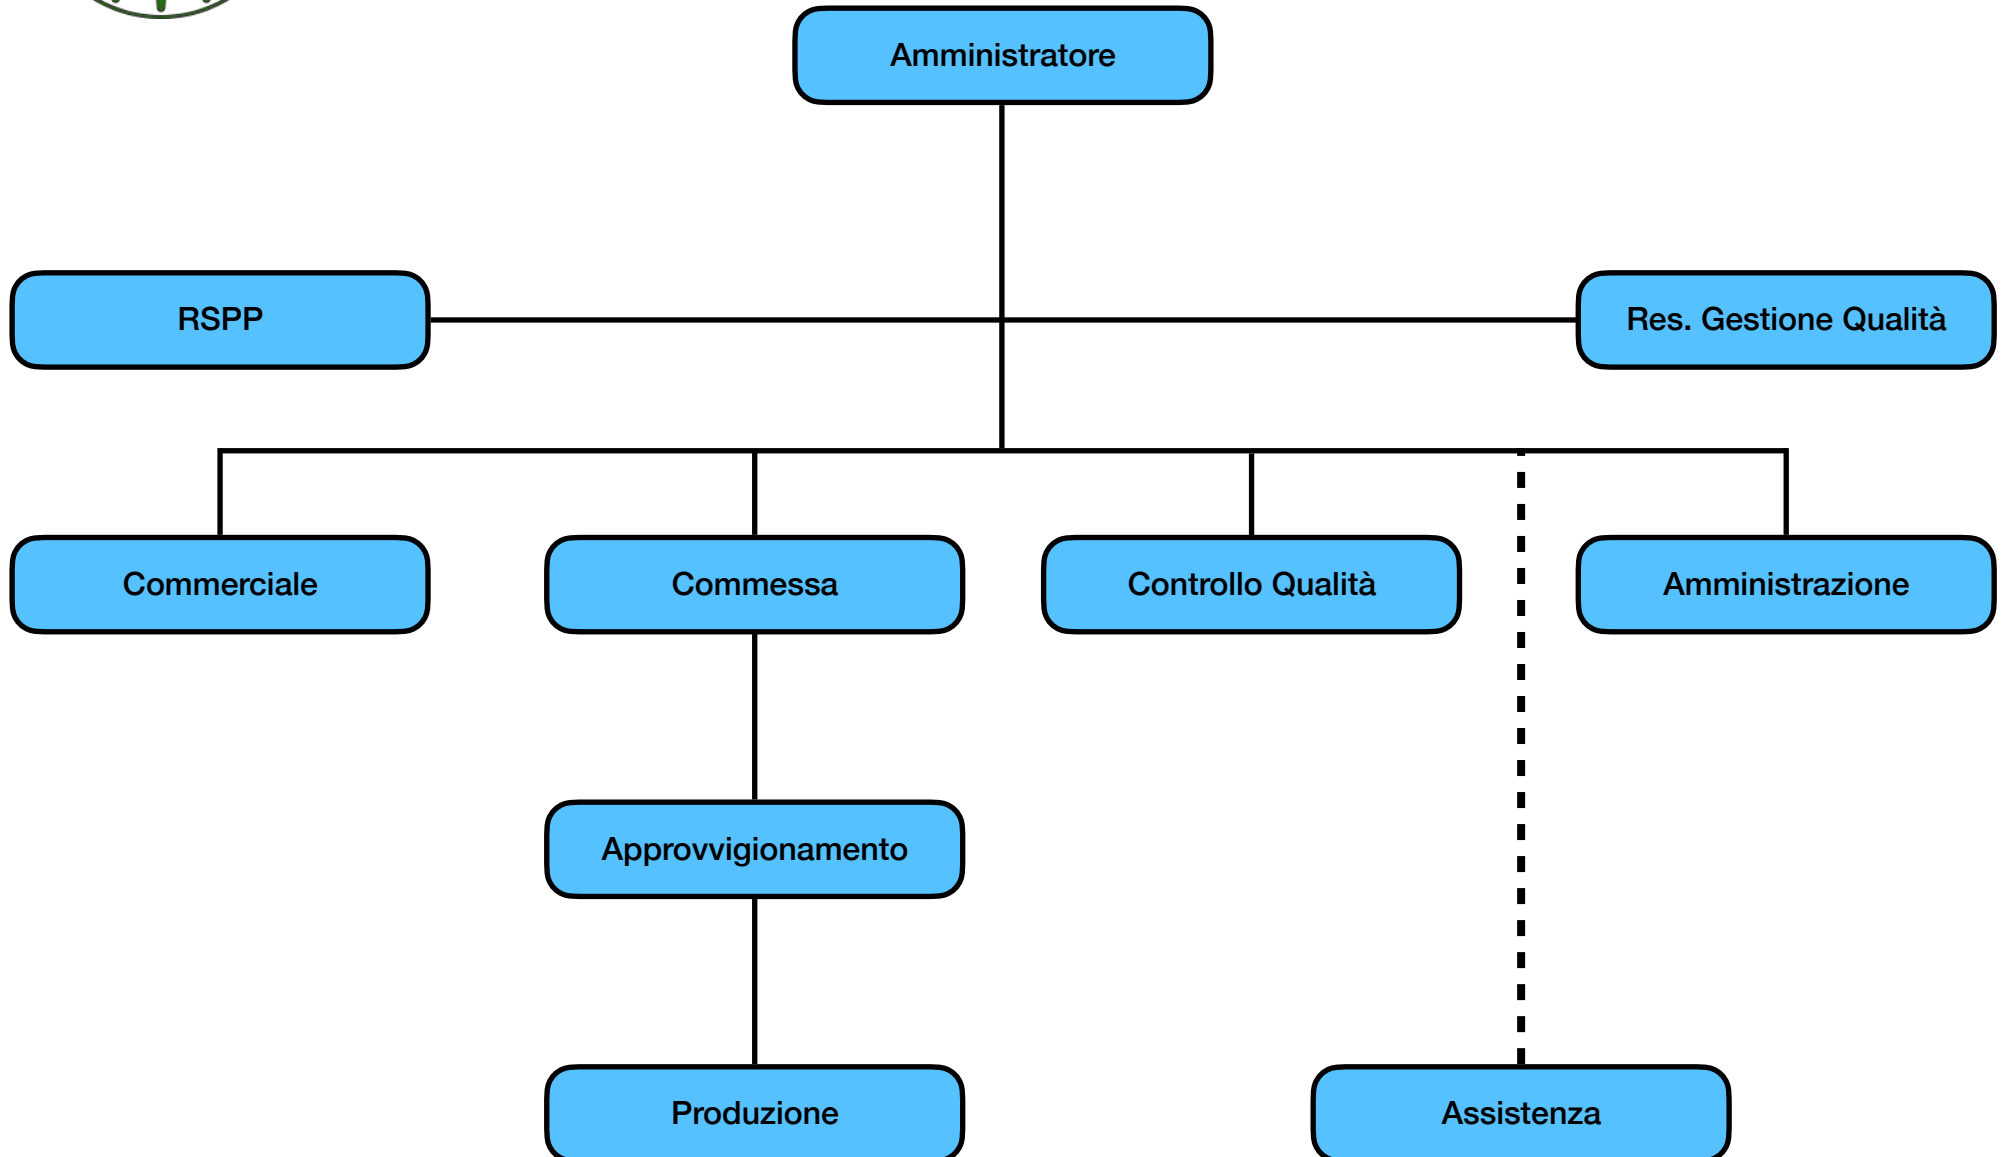 Amministratore
RSPP
Res. Gestione Qualità
Commerciale
Commessa
Controllo Qualità
Amministrazione
Approvvigionamento
Produzione
Assistenza